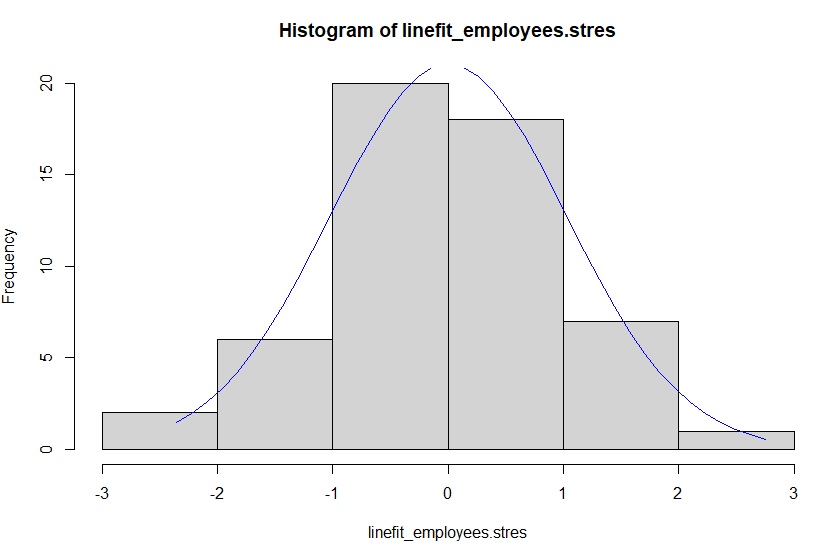 Histogram of linefit_employees.stres
Frequency
20
15
10
5
0
-3 -2 -1 0 1 2 3
linefit_employees.stres